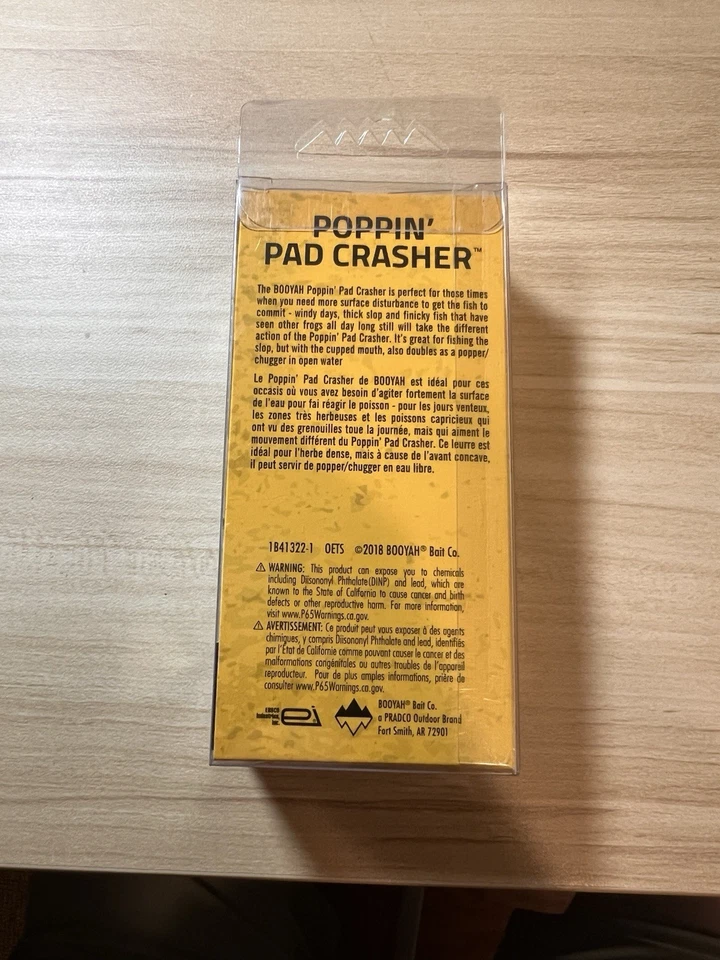 POPPIN'
PAD CRASHER™
The BOOYAH Poppin' Pad Crasher is perfect for those times
when you need more surface disturbance to get the fish to
commit - windy days, thick slop and finicky fish that have
seen other frogs all day long still will take the different
action of the Poppin' Pad Crasher. It's great for fishing the
slop, but with the cupped mouth, also doubles as a popper/
chugger in open water
Le Poppin' Pad Crasher de BOOYAH est idéal pour ces
occasis où vous avez besoin d'agiter fortement la surface
de l'eau pour fai réagir le poisson - pour les jours venteux,
les zones très herbeuses et les poissons capricieux qui
ont vu des grenouilles toue la journée, mais qui aiment le
mouvement différent du Poppin' Pad Crasher. Ce leurre est
idéal pour l'herbe dense, mais à cause de l'avant concave,
il peut servir de popper/chugger en eau libre.
1B41322-1 OETS ©2018 BOOYAH® Bait Co.
⚠ WARNING: This product can expose you to chemicals
including Diisononyl Phthalate(DINP) and lead, which are
known to the State of California to cause cancer and birth
defects or other reproductive harm. For more information,
visit www.P65Warnings.ca.gov.
⚠ AVERTISSEMENT: Ce produit peut vous exposer à des agents
chimiques, y compris Diisononyl Phthalate and lead, identifiés
par l'État de Californie comme pouvant causer le cancer et des
malformations congénitales ou autres troubles de l'appareil
reproducteur. Pour de plus amples informations, prière de
consulter www.P65Warnings.ca.gov.
EBSCO
Industries,
Inc.
ei
BOOYAH® Bait Co.
a PRADCO Outdoor Brand
Fort Smith, AR 72901